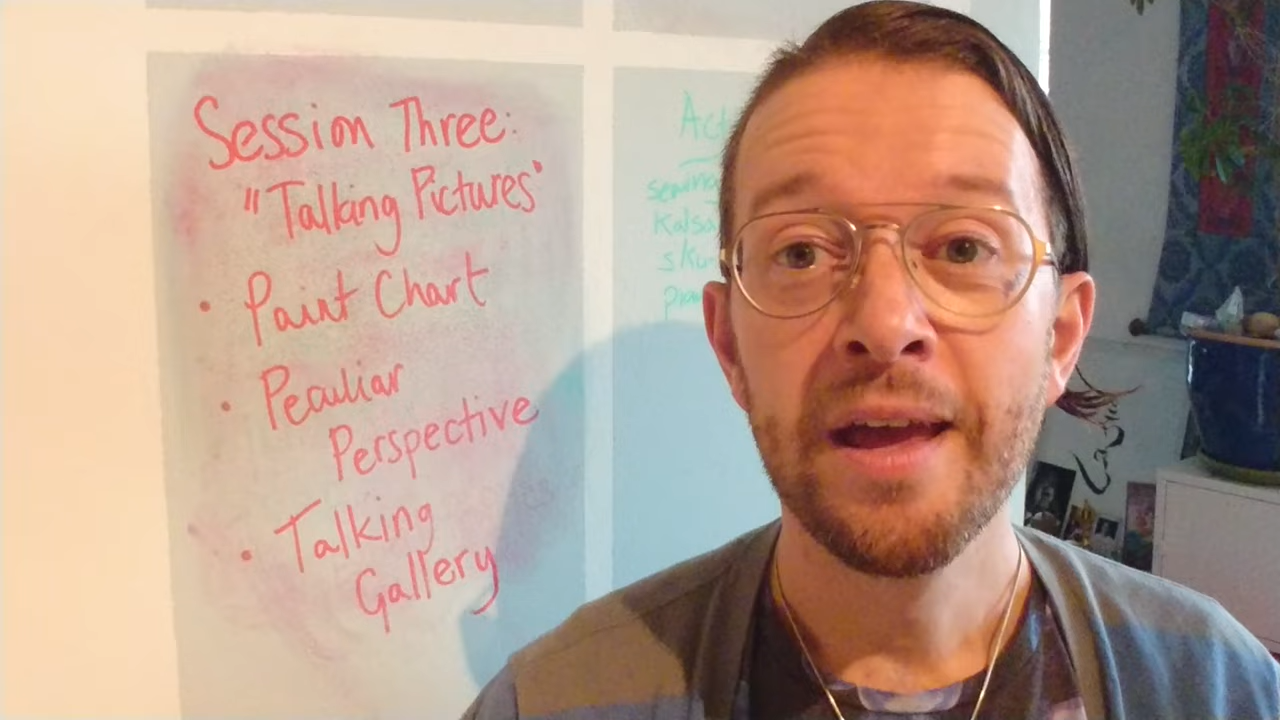 Session Three:
"Talking Pictures"
• Paint Chart
• Peculiar
Perspective
• Talking
Gallery